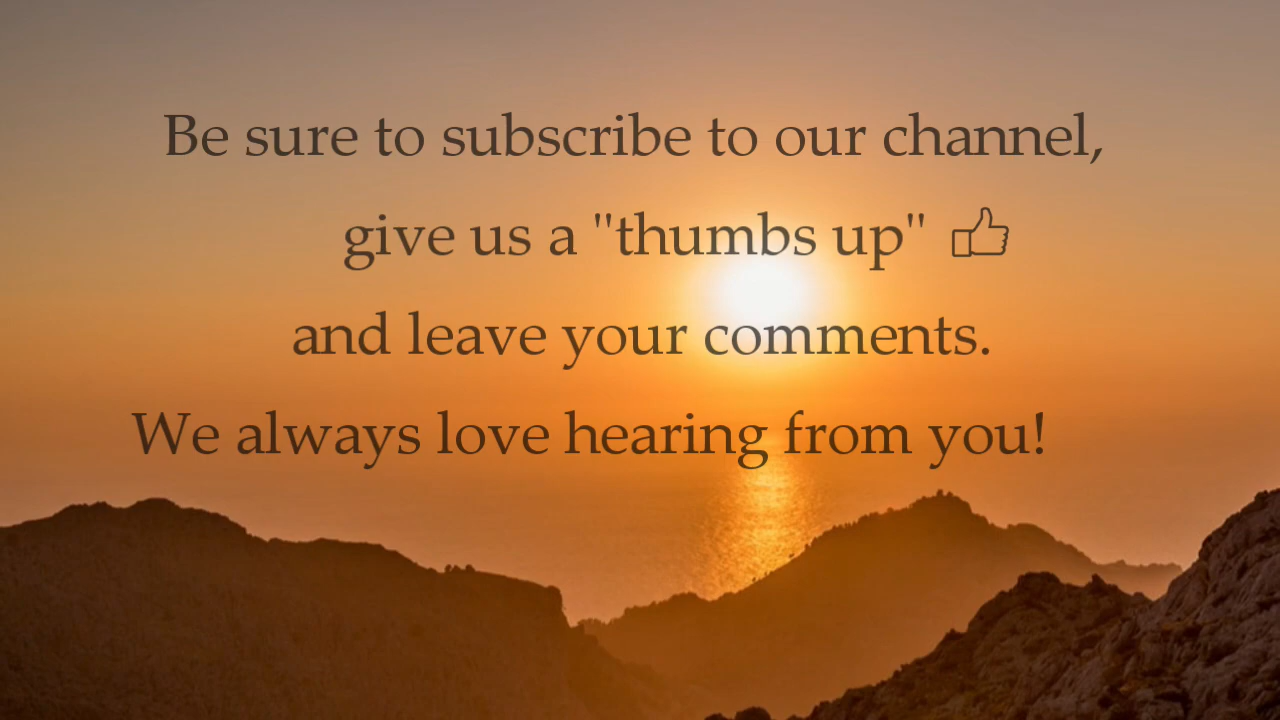 Be sure to subscribe to our channel,
give us a "thumbs up"
and leave your comments.
We always love hearing from you!